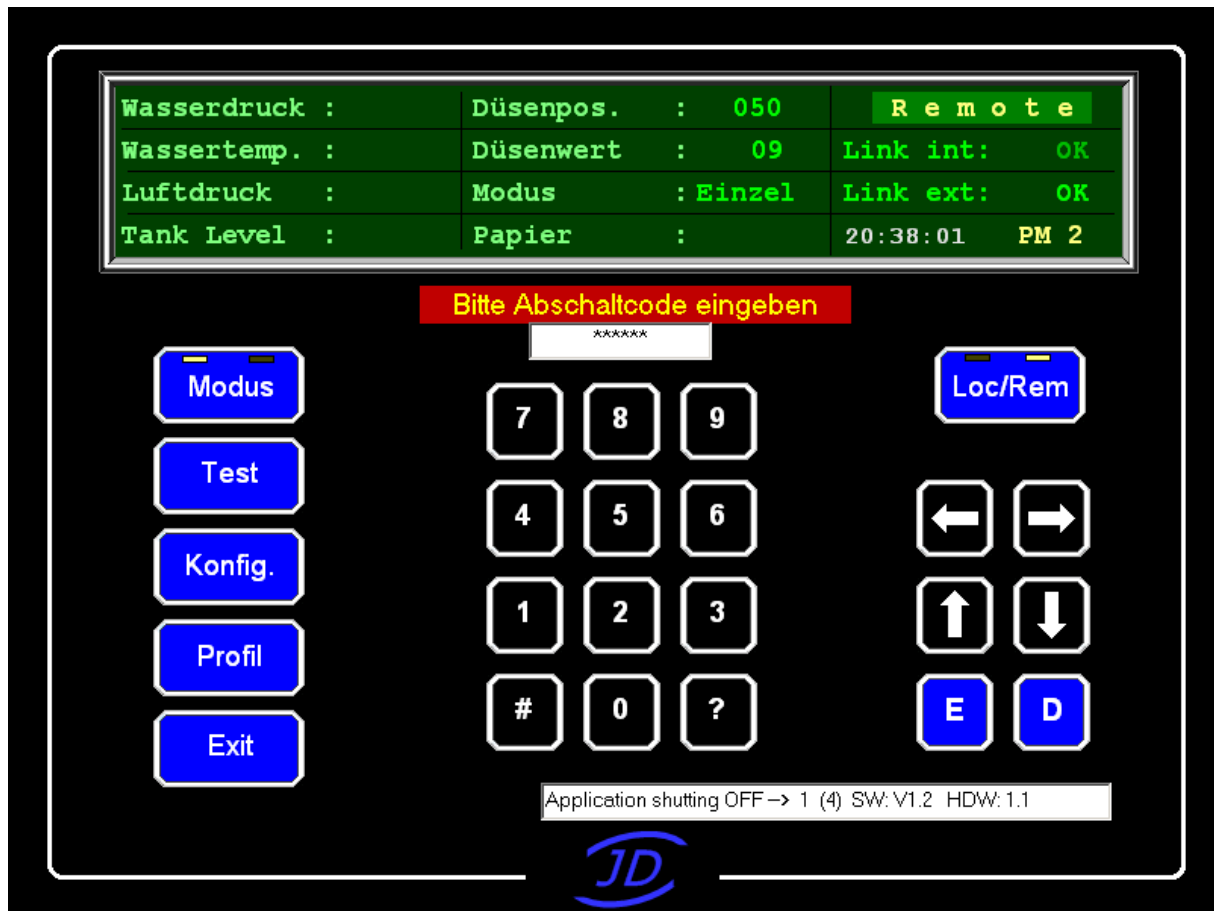 Wasserdruck : Düsenpos. : 050 Remote
Wassertemp. : Düsenwert : 09 Link int: OK
Luftdruck : Modus : Einzel Link ext: OK
Tank Level : Papier : 20:38:01 PM 2
Bitte Abschaltcode eingeben
******
Modus
Test
Konfig.
Profil
Exit
7 8 9
4 5 6
1 2 3
# 0 ?
Loc/Rem
← →
↑ ↓
E D
Application shutting OFF --> 1 (4) SW: V1.2 HDW: 1.1
JD